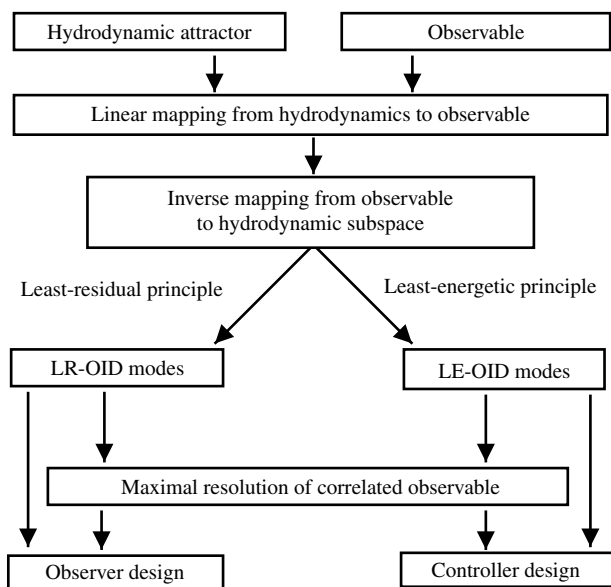 Hydrodynamic attractor
Observable
Linear mapping from hydrodynamics to observable
Inverse mapping from observable
to hydrodynamic subspace
Least-residual principle
Least-energetic principle
LR-OID modes
LE-OID modes
Maximal resolution of correlated observable
Observer design
Controller design